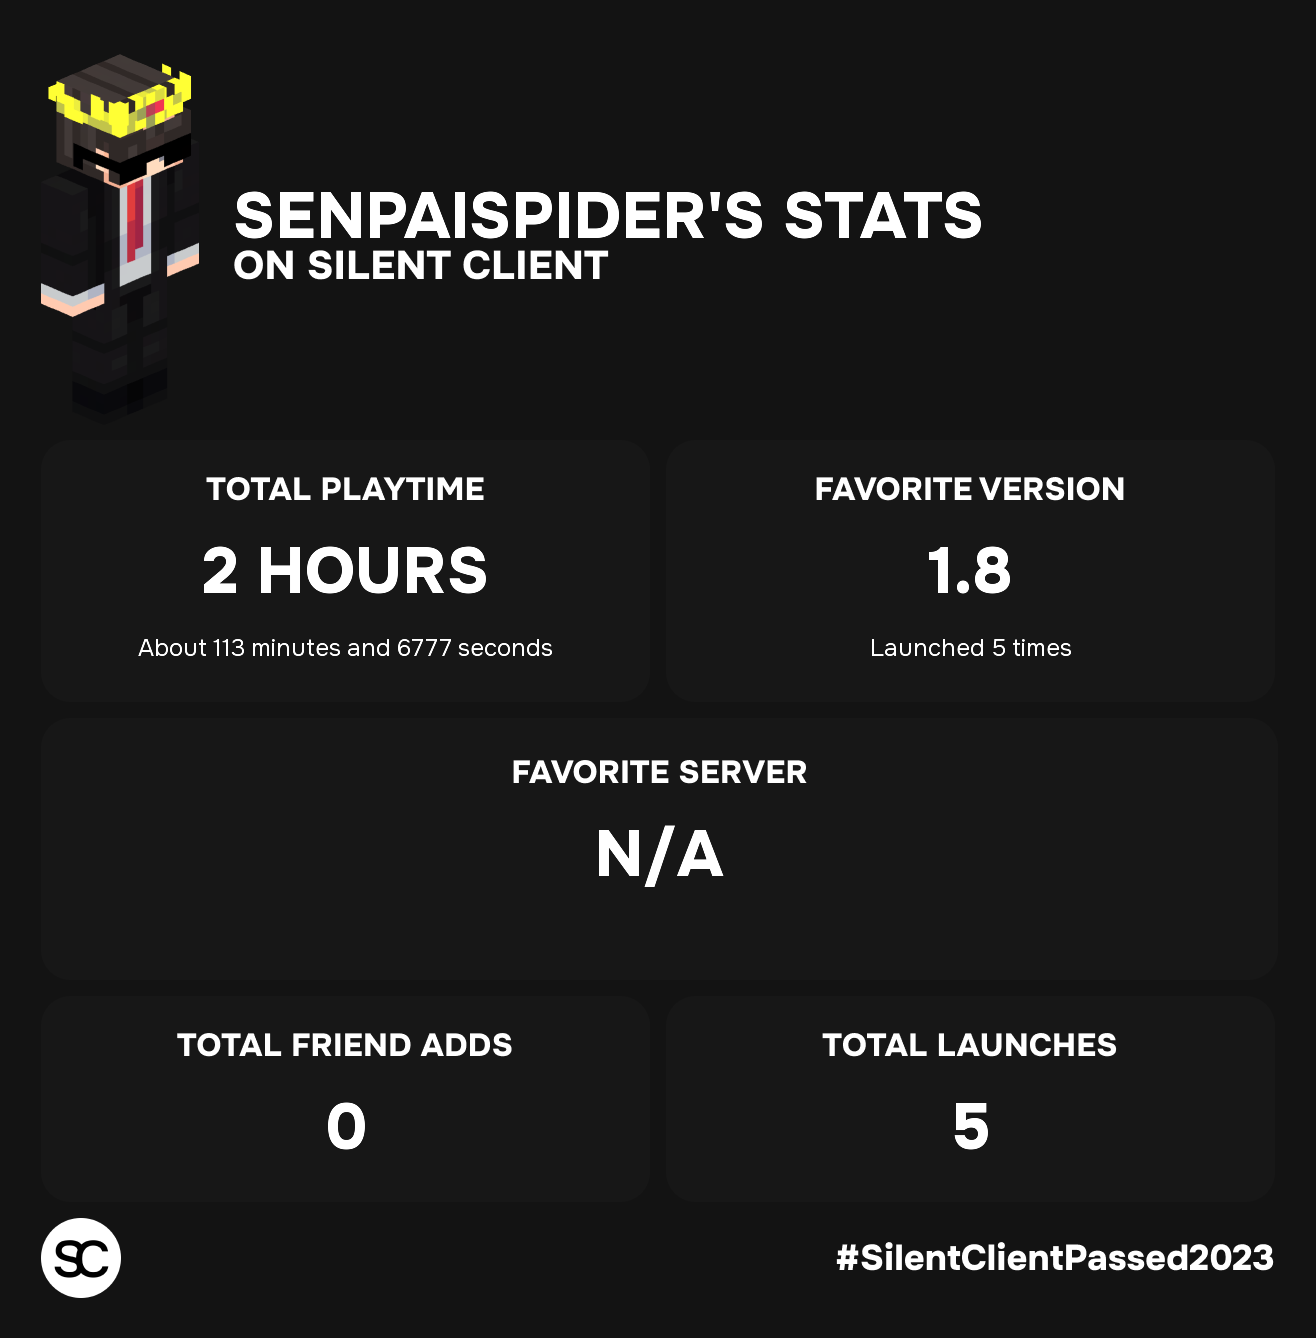 SENPAISPIDER'S STATS
ON SILENT CLIENT
TOTAL PLAYTIME
2 HOURS
About 113 minutes and 6777 seconds
FAVORITE VERSION
1.8
Launched 5 times
FAVORITE SERVER
N/A
TOTAL FRIEND ADDS
0
TOTAL LAUNCHES
5
SC
#SilentClientPassed2023